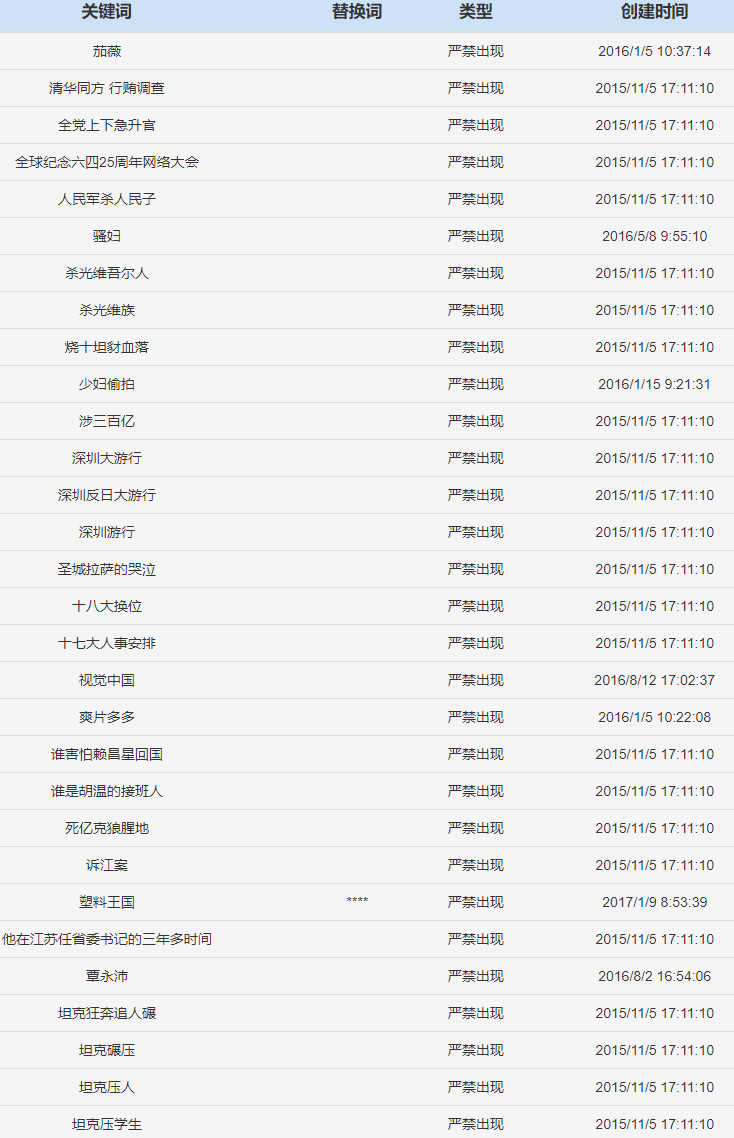 关键词 替换词 类型 创建时间
茄薇 严禁出现 2016/1/5 10:37:14
清华同方 行贿调查 严禁出现 2015/11/5 17:11:10
全党上下急升官 严禁出现 2015/11/5 17:11:10
全球纪念六四25周年网络大会 严禁出现 2015/11/5 17:11:10
人民军杀人民子 严禁出现 2015/11/5 17:11:10
骚妇 严禁出现 2016/5/8 9:55:10
杀光维吾尔人 严禁出现 2015/11/5 17:11:10
杀光维族 严禁出现 2015/11/5 17:11:10
烧十坦豺血落 严禁出现 2015/11/5 17:11:10
少妇偷拍 严禁出现 2016/1/15 9:21:31
涉三百亿 严禁出现 2015/11/5 17:11:10
深圳大游行 严禁出现 2015/11/5 17:11:10
深圳反日大游行 严禁出现 2015/11/5 17:11:10
深圳游行 严禁出现 2015/11/5 17:11:10
圣城拉萨的哭泣 严禁出现 2015/11/5 17:11:10
十八大换位 严禁出现 2015/11/5 17:11:10
十七大人事安排 严禁出现 2015/11/5 17:11:10
视觉中国 严禁出现 2016/8/12 17:02:37
爽片多多 严禁出现 2016/1/5 10:22:08
谁害怕赖昌星回国 严禁出现 2015/11/5 17:11:10
谁是胡温的接班人 严禁出现 2015/11/5 17:11:10
死亿克狼腥地 严禁出现 2015/11/5 17:11:10
诉江案 严禁出现 2015/11/5 17:11:10
塑料王国 **** 严禁出现 2017/1/9 8:53:39
他在江苏任省委书记的三年多时间 严禁出现 2015/11/5 17:11:10
覃永沛 严禁出现 2016/8/2 16:54:06
坦克狂奔追人碾 严禁出现 2015/11/5 17:11:10
坦克碾压 严禁出现 2015/11/5 17:11:10
坦克压人 严禁出现 2015/11/5 17:11:10
坦克压学生 严禁出现 2015/11/5 17:11:10